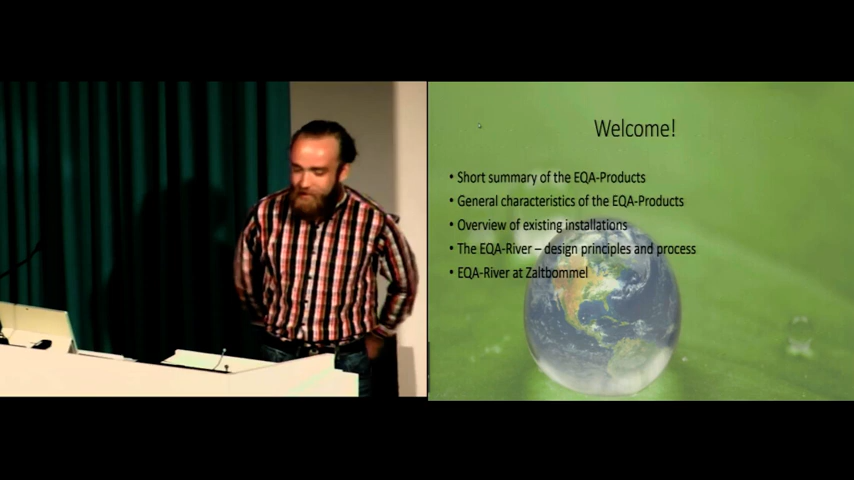 Welcome!
• Short summary of the EQA-Products
• General characteristics of the EQA-Products
• Overview of existing installations
• The EQA-River – design principles and process
• EQA-River at Zaltbommel